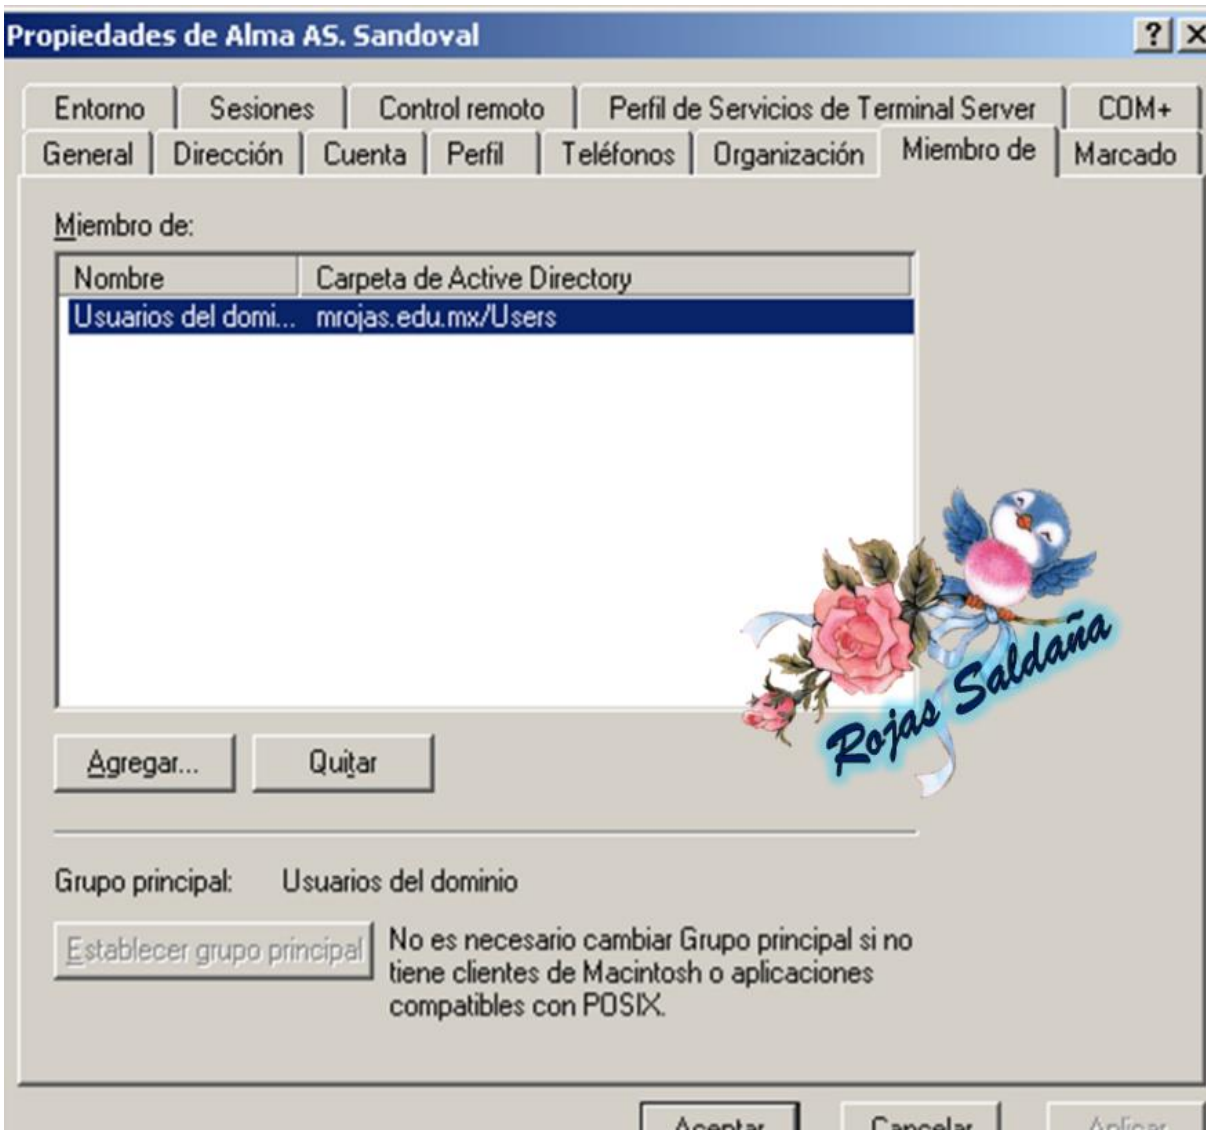 Propiedades de Alma AS. Sandoval
Entorno Sesiones Control remoto Perfil de Servicios de Terminal Server COM+
General Dirección Cuenta Perfil Teléfonos Organización Miembro de Marcado
Miembro de:
Nombre Carpeta de Active Directory
Usuarios del domi... mrojas.edu.mx/Users
Rojas Saldaña
Agregar... Quitar
Grupo principal: Usuarios del dominio
Establecer grupo principal
No es necesario cambiar Grupo principal si no
tiene clientes de Macintosh o aplicaciones
compatibles con POSIX.
Aceptar Cancelar Aplicar